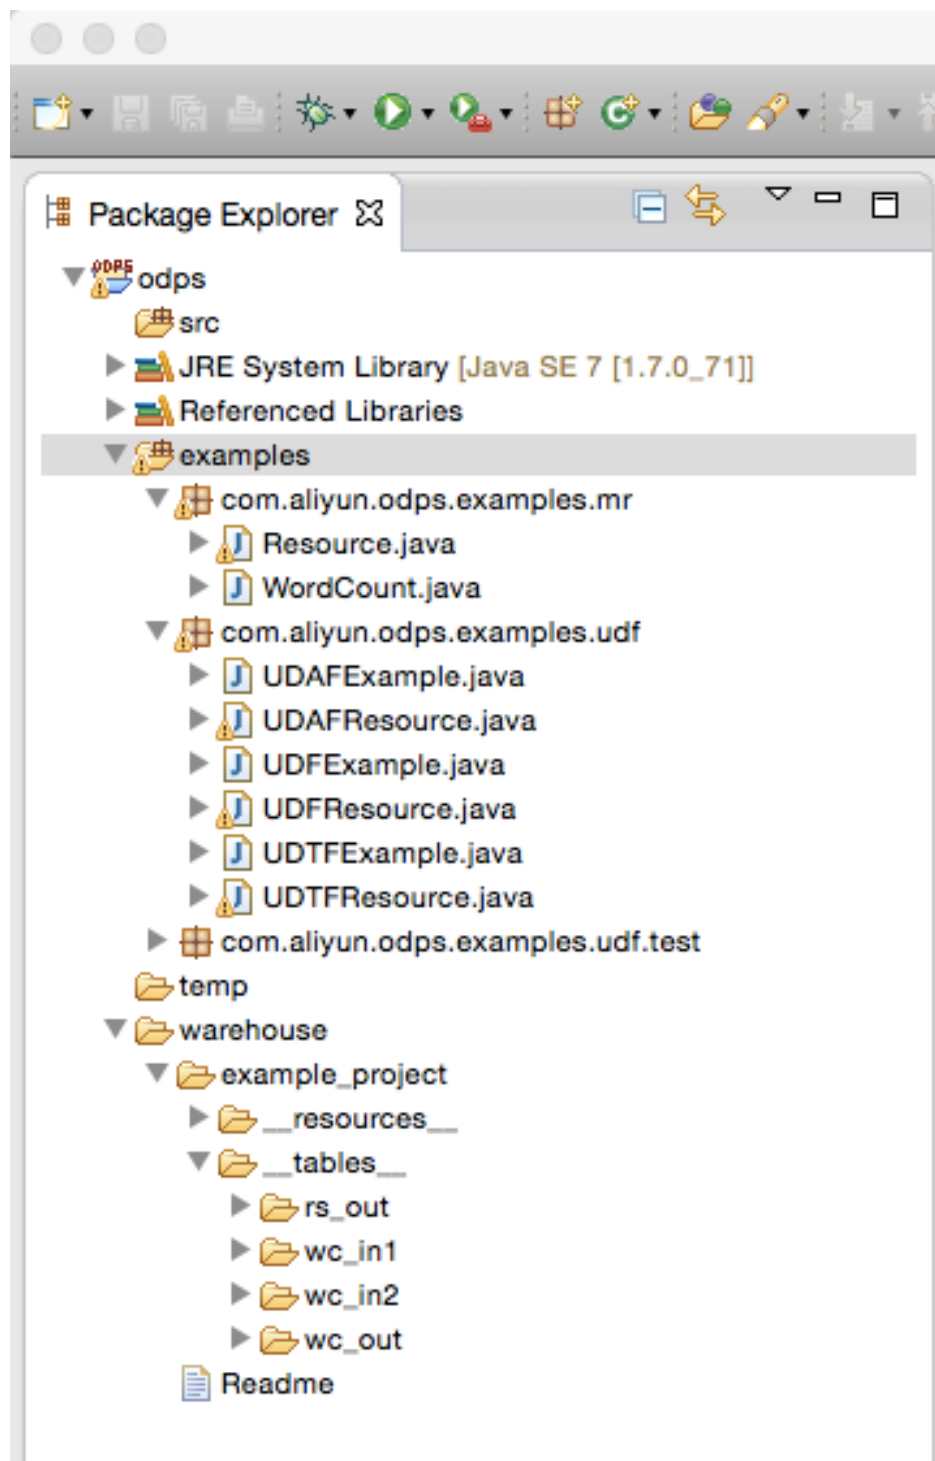 Package Explorer
ODPS
odps
src
JRE System Library [Java SE 7 [1.7.0_71]]
Referenced Libraries
examples
com.aliyun.odps.examples.mr
Resource.java
WordCount.java
com.aliyun.odps.examples.udf
UDAFExample.java
UDAFResource.java
UDFExample.java
UDFResource.java
UDTFExample.java
UDTFResource.java
com.aliyun.odps.examples.udf.test
temp
warehouse
example_project
__resources__
__tables__
rs_out
wc_in1
wc_in2
wc_out
Readme